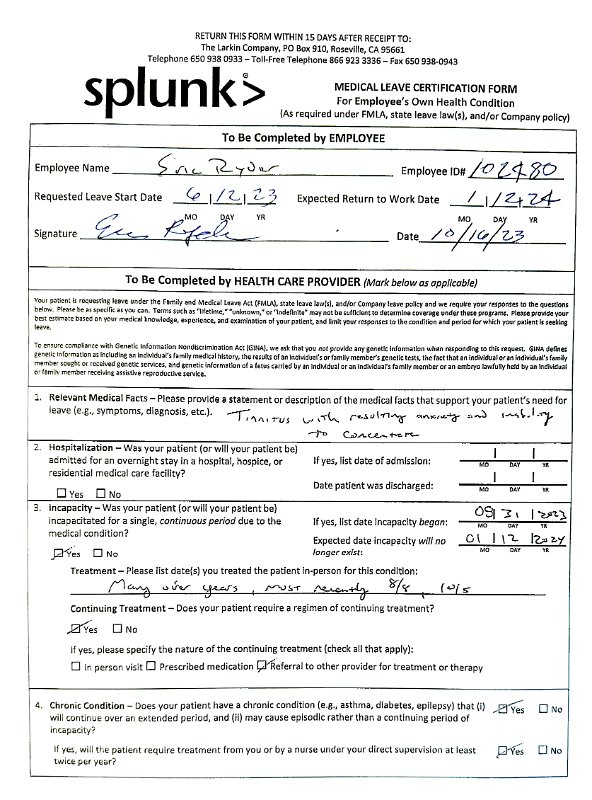 RETURN THIS FORM WITHIN 15 DAYS AFTER RECEIPT TO:
The Larkin Company, PO Box 910, Roseville, CA 95661
Telephone 650 938 0933 – Toll-Free Telephone 866 923 3336 – Fax 650 938-0943
splunk>
MEDICAL LEAVE CERTIFICATION FORM
For Employee's Own Health Condition
(As required under FMLA, state leave law(s), and/or Company policy)
To Be Completed by EMPLOYEE
Employee Name Eric Ryder Employee ID# 102480
Requested Leave Start Date 6 | 2 | 23 Expected Return to Work Date 1 | 12 | 24
MO DAY YR MO DAY YR
Signature Date 10/16/23
To Be Completed by HEALTH CARE PROVIDER (Mark below as applicable)
Your patient is requesting leave under the Family and Medical Leave Act (FMLA), state leave law(s), and/or Company leave policy and we require your responses to the questions
below. Please be as specific as you can. Terms such as "lifetime," "unknown," or "indefinite" may not be sufficient to determine coverage under these programs. Please provide your
best estimate based on your medical knowledge, experience, and examination of your patient, and limit your responses to the condition and period for which your patient is seeking
leave.
To ensure compliance with Genetic Information Nondiscrimination Act (GINA), we ask that you not provide any genetic information when responding to this request. GINA defines
genetic information as including an individual's family medical history, the results of an individual's or family member's genetic tests, the fact that an individual or an individual's family
member sought or received genetic services, and genetic information of a fetus carried by an individual or an individual's family member or an embryo lawfully held by an individual
or family member receiving assistive reproductive service.
1. Relevant Medical Facts – Please provide a statement or description of the medical facts that support your patient's need for
leave (e.g., symptoms, diagnosis, etc.). Tinnitus with resulting anxiety and inability
to concentrate
2. Hospitalization – Was your patient (or will your patient be)
admitted for an overnight stay in a hospital, hospice, or
residential medical care facility?
☐ Yes ☐ No
If yes, list date of admission:
MO DAY YR
Date patient was discharged:
MO DAY YR
3. Incapacity – Was your patient (or will your patient be)
incapacitated for a single, continuous period due to the
medical condition?
☑ Yes ☐ No
If yes, list date incapacity began: 31 | 2023
MO DAY YR
Expected date incapacity will no
longer exist: 01 | 12 | 2024
MO DAY YR
Treatment – Please list date(s) you treated the patient in-person for this condition:
Many over years, most recently 8/8, 10/5
Continuing Treatment – Does your patient require a regimen of continuing treatment?
☑ Yes ☐ No
If yes, please specify the nature of the continuing treatment (check all that apply):
☐ In person visit ☐ Prescribed medication ☑ Referral to other provider for treatment or therapy
4. Chronic Condition – Does your patient have a chronic condition (e.g., asthma, diabetes, epilepsy) that (i)
will continue over an extended period, and (ii) may cause episodic rather than a continuing period of
incapacity?
☑ Yes ☐ No
If yes, will the patient require treatment from you or by a nurse under your direct supervision at least
twice per year?
☑ Yes ☐ No